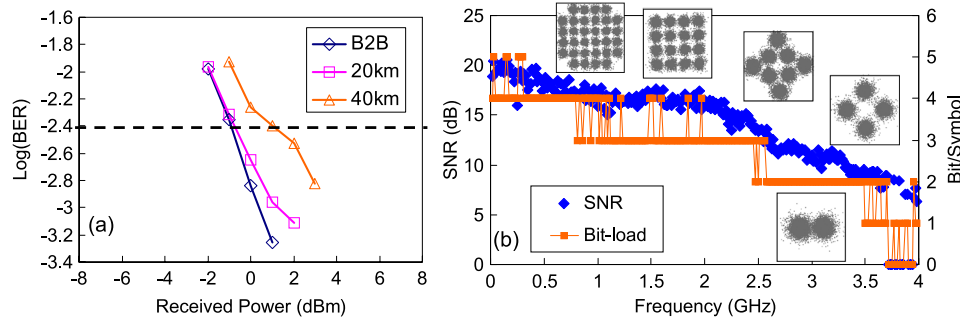 -1.4
-1.6
-1.8
-2
-2.2
-2.4
-2.6
-2.8
-3
-3.2
-3.4
Log(BER)
B2B
20km
40km
(a)
-8 -6 -4 -2 0 2 4 6 8
Received Power (dBm)
25
20
15
10
5
0
SNR (dB)
6
5
4
3
2
1
0
Bit/Symbol
SNR
Bit-load
(b)
0 0.5 1 1.5 2 2.5 3 3.5 4
Frequency (GHz)